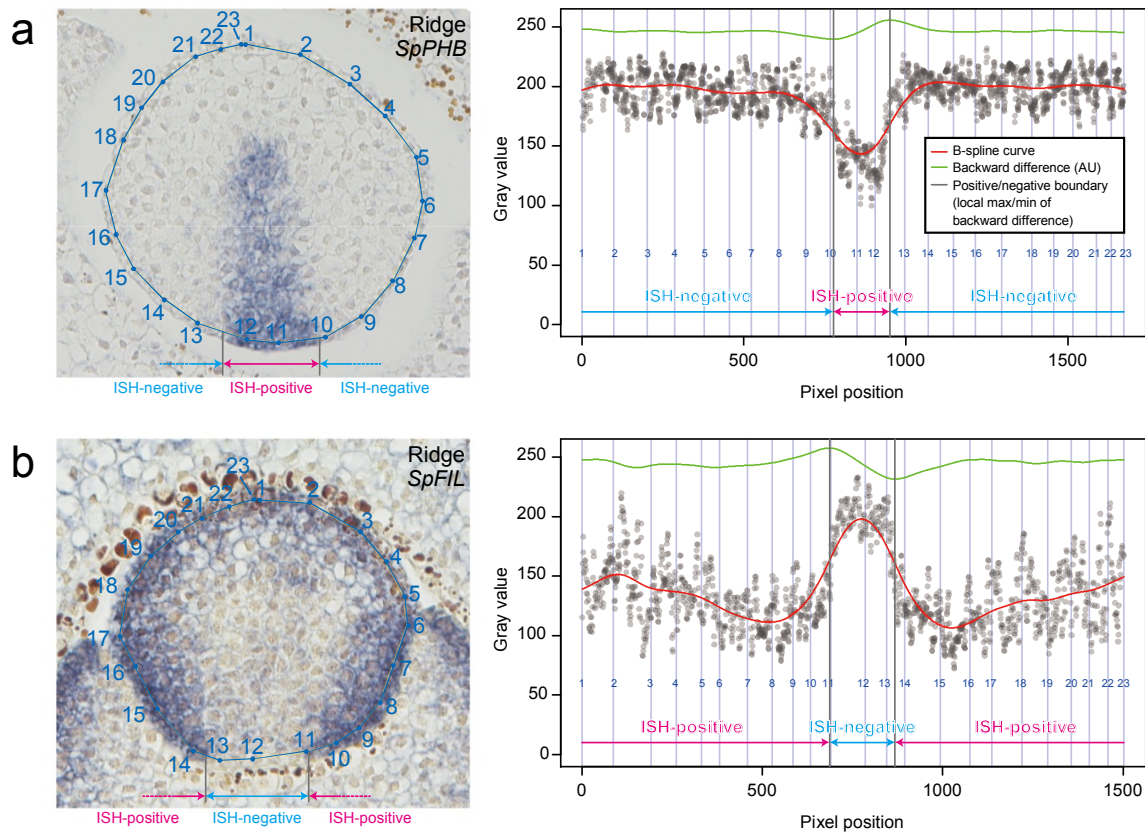 a
Ridge
SpPHB
23 1
22
21
2
20
3
19
4
18
5
17
6
16
7
15
8
14
9
13
12
11
10
ISH-negative
ISH-positive
ISH-negative
Gray value
250
200
150
100
50
0
B-spline curve
Backward difference (AU)
Positive/negative boundary
(local max/min of
backward difference)
1 2 3 4 5 6 7 8 9 10 11 12 13 14 15 16 17 18 19 20 21 22 23
ISH-negative
ISH-positive
ISH-negative
0 500 1000 1500
Pixel position
b
Ridge
SpFIL
23
1
22
2
21
20
3
19
4
18
5
17
6
16
7
15
8
14
9
13
12
11
10
ISH-positive
ISH-negative
ISH-positive
Gray value
250
200
150
100
50
0
1 2 3 4 5 6 7 8 9 10 11 12 13 14 15 16 17 18 19 20 21 22 23
ISH-positive
ISH-negative
ISH-positive
0 500 1000 1500
Pixel position